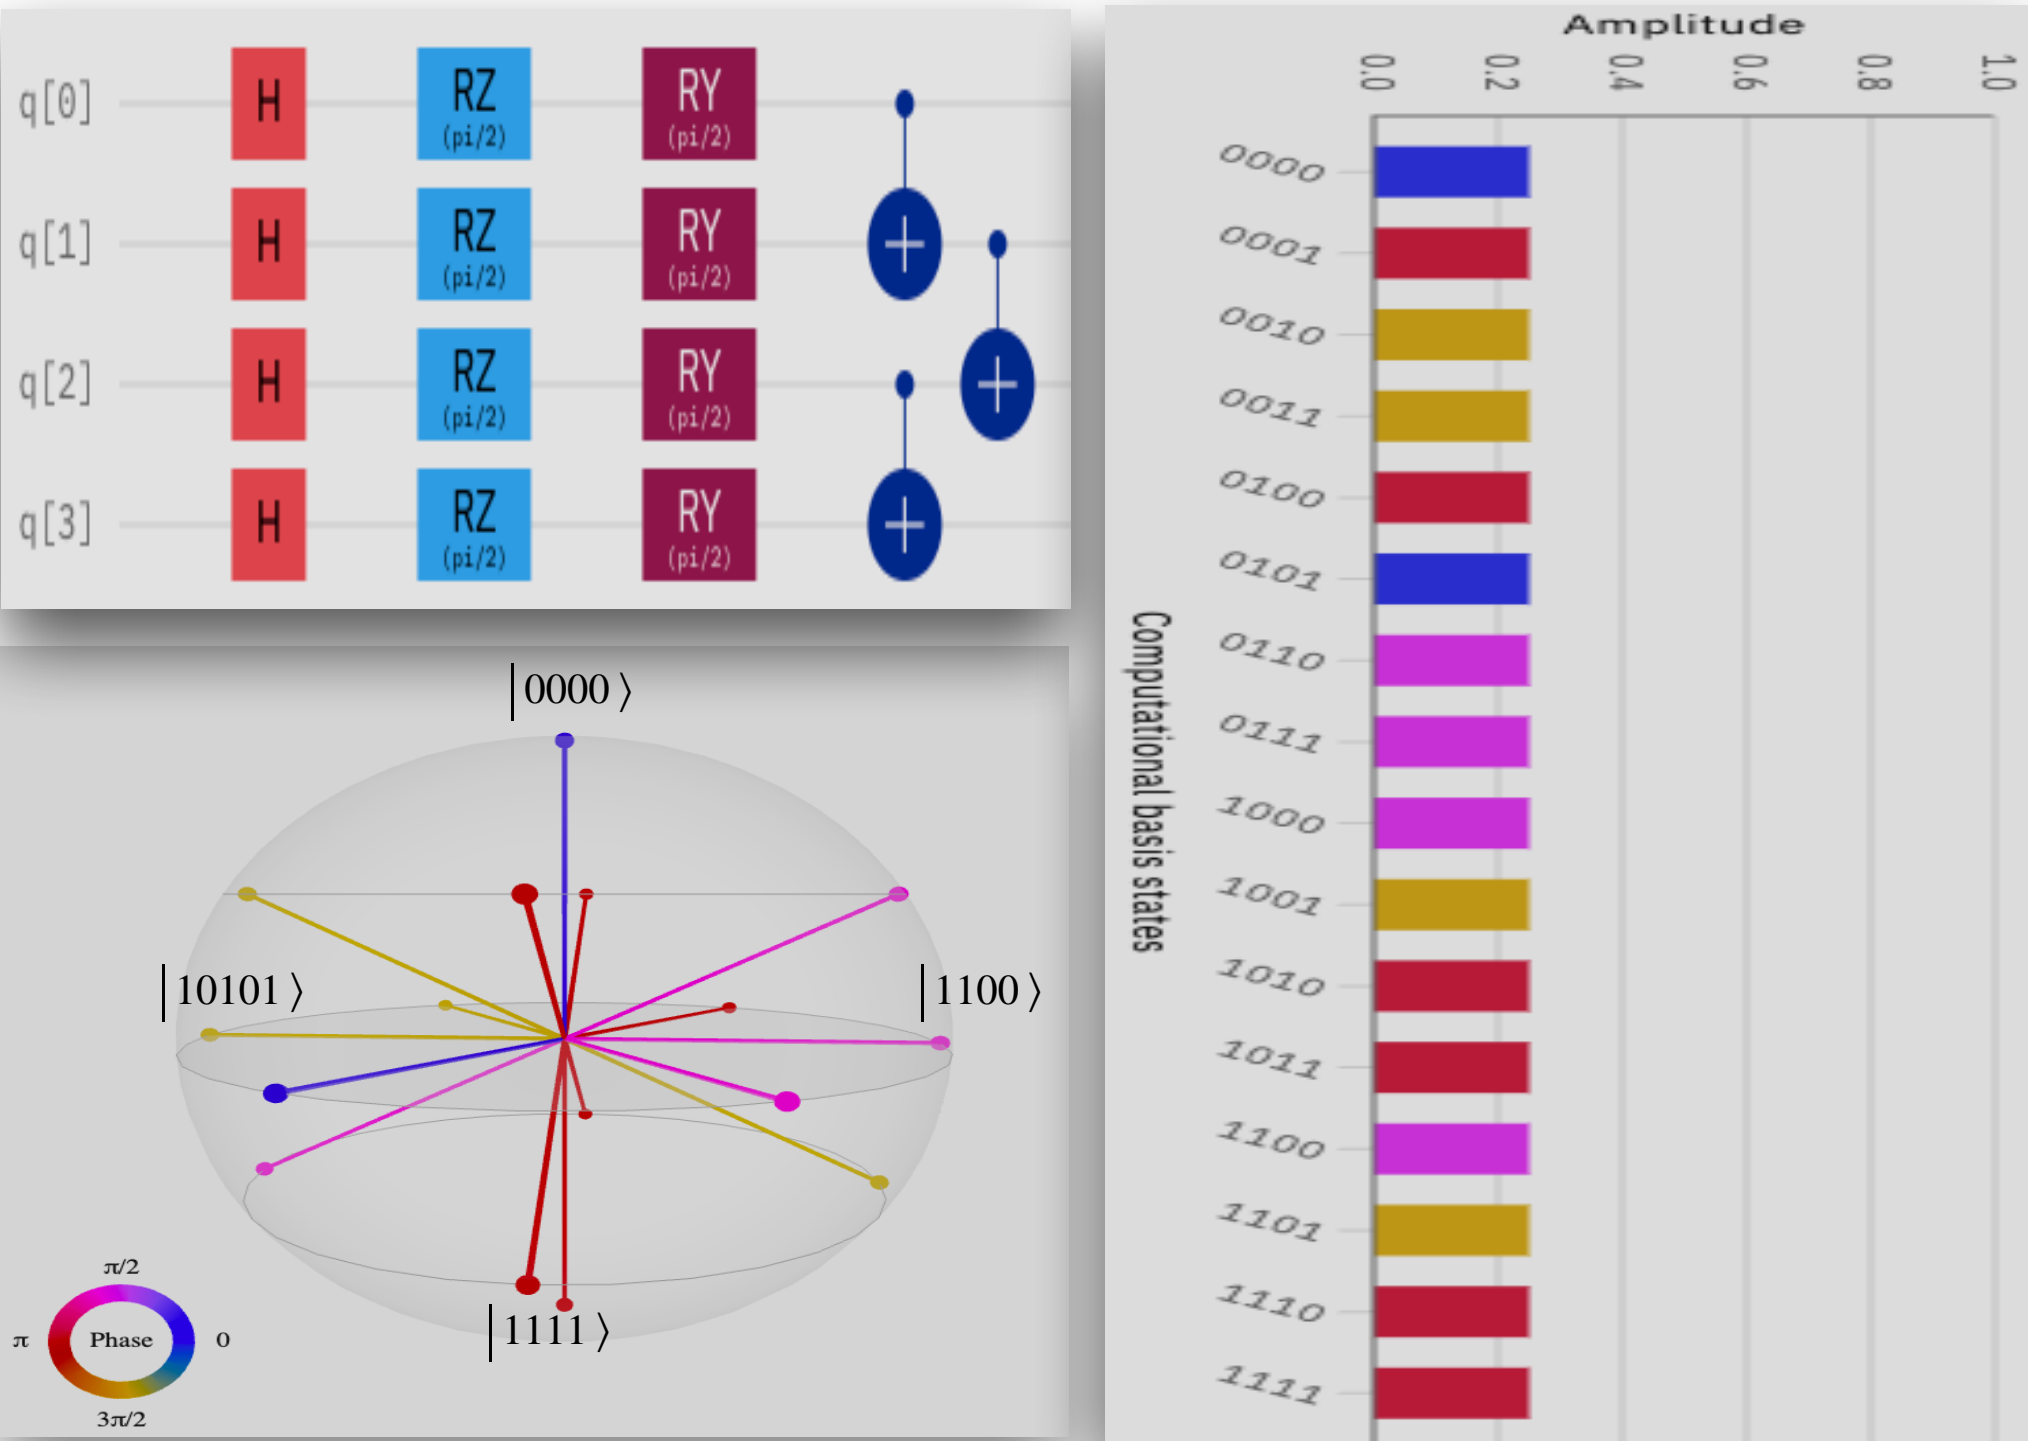 q[0] H RZ (pi/2) RY (pi/2)
q[1] H RZ (pi/2) RY (pi/2)
q[2] H RZ (pi/2) RY (pi/2)
q[3] H RZ (pi/2) RY (pi/2)
|0000⟩
|10101⟩
|1100⟩
|1111⟩
π/2
π Phase 0
3π/2
Amplitude
0.0 0.2 0.4 0.6 0.8 1.0
Computational basis states
0000
0001
0010
0011
0100
0101
0110
0111
1000
1001
1010
1011
1100
1101
1110
1111